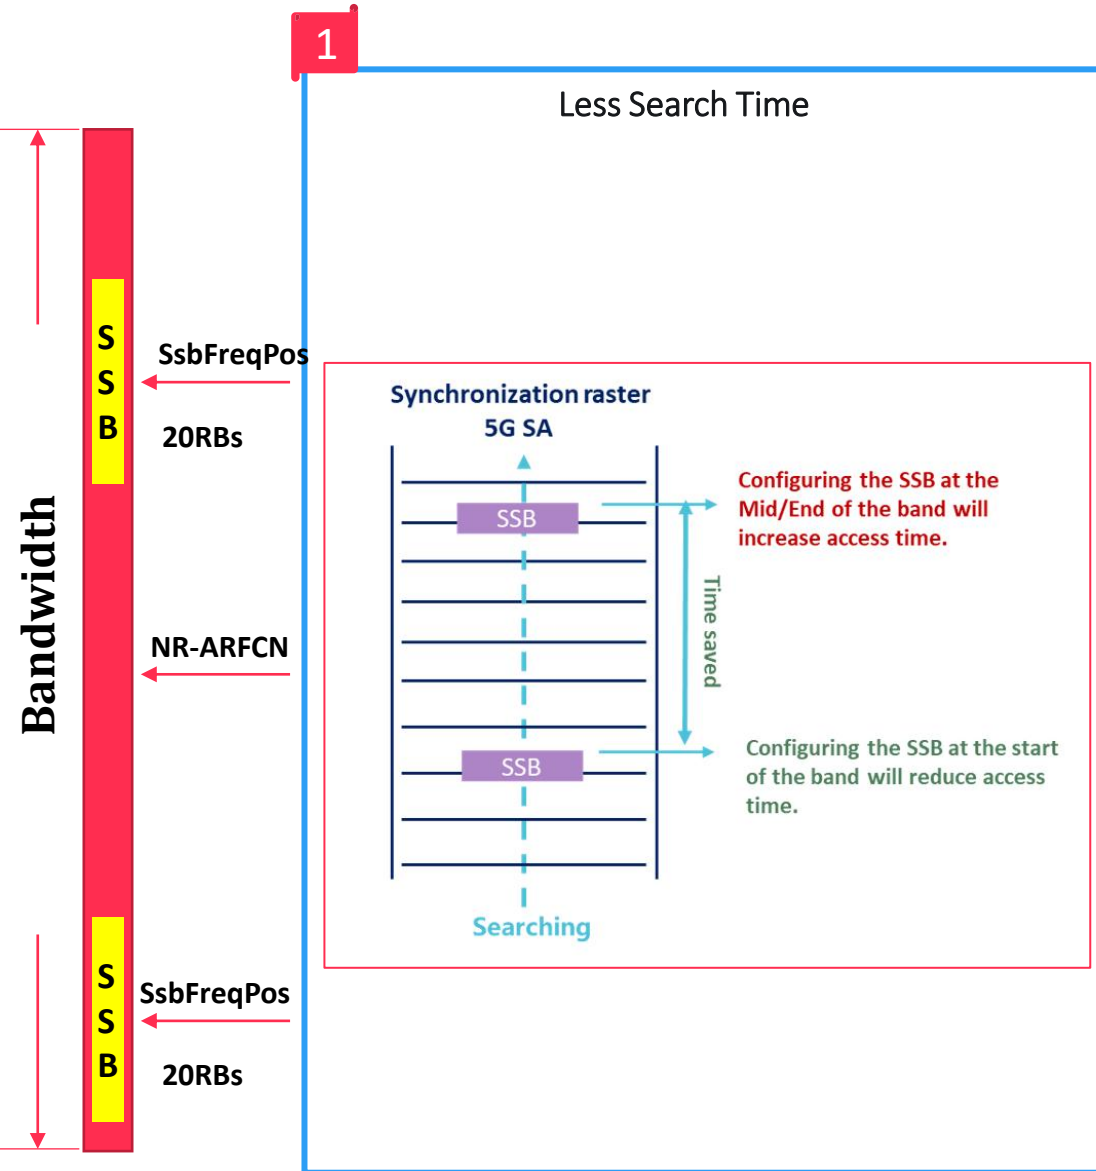 1
Less Search Time
Bandwidth
S
S
B
SsbFreqPos
20RBs
NR-ARFCN
S
S
B
SsbFreqPos
20RBs
Synchronization raster
5G SA
SSB
Configuring the SSB at the
Mid/End of the band will
increase access time.
Time saved
SSB
Configuring the SSB at the start
of the band will reduce access
time.
Searching